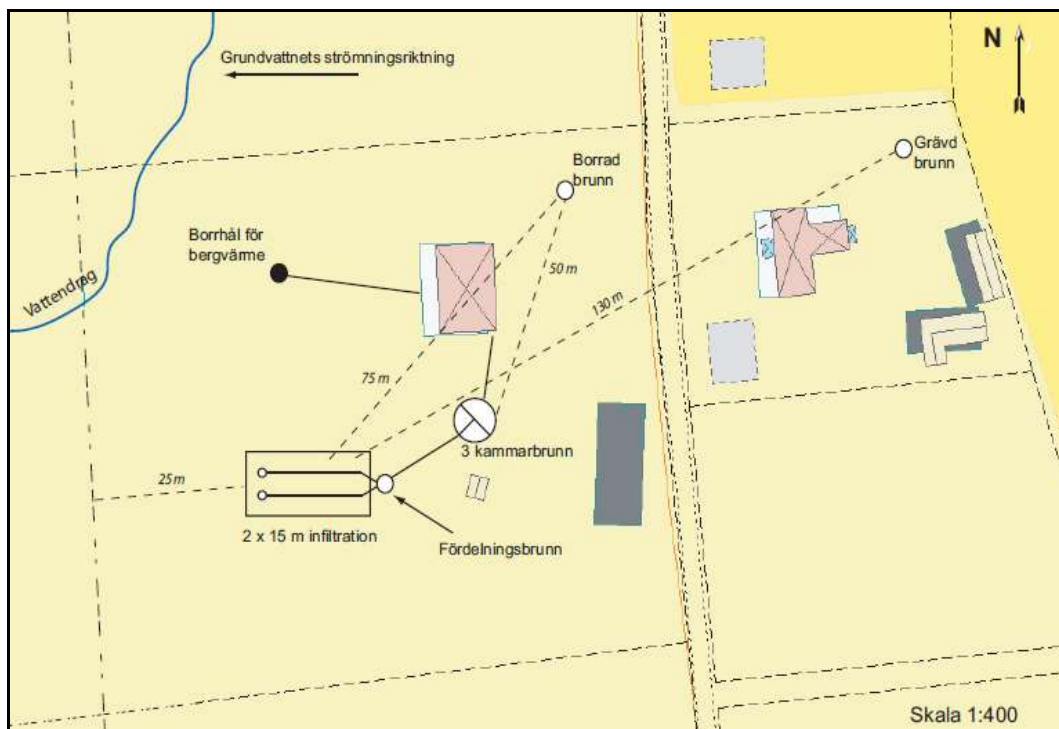 N
Grundvattnets strömningsriktning
Borrad
brunn
Grävd
brunn
Borrhål för
bergvärme
50 m
Vattendrag
130 m
75 m
3 kammarbrunn
25 m
2 x 15 m infiltration
Fördelningsbrunn
Skala 1:400